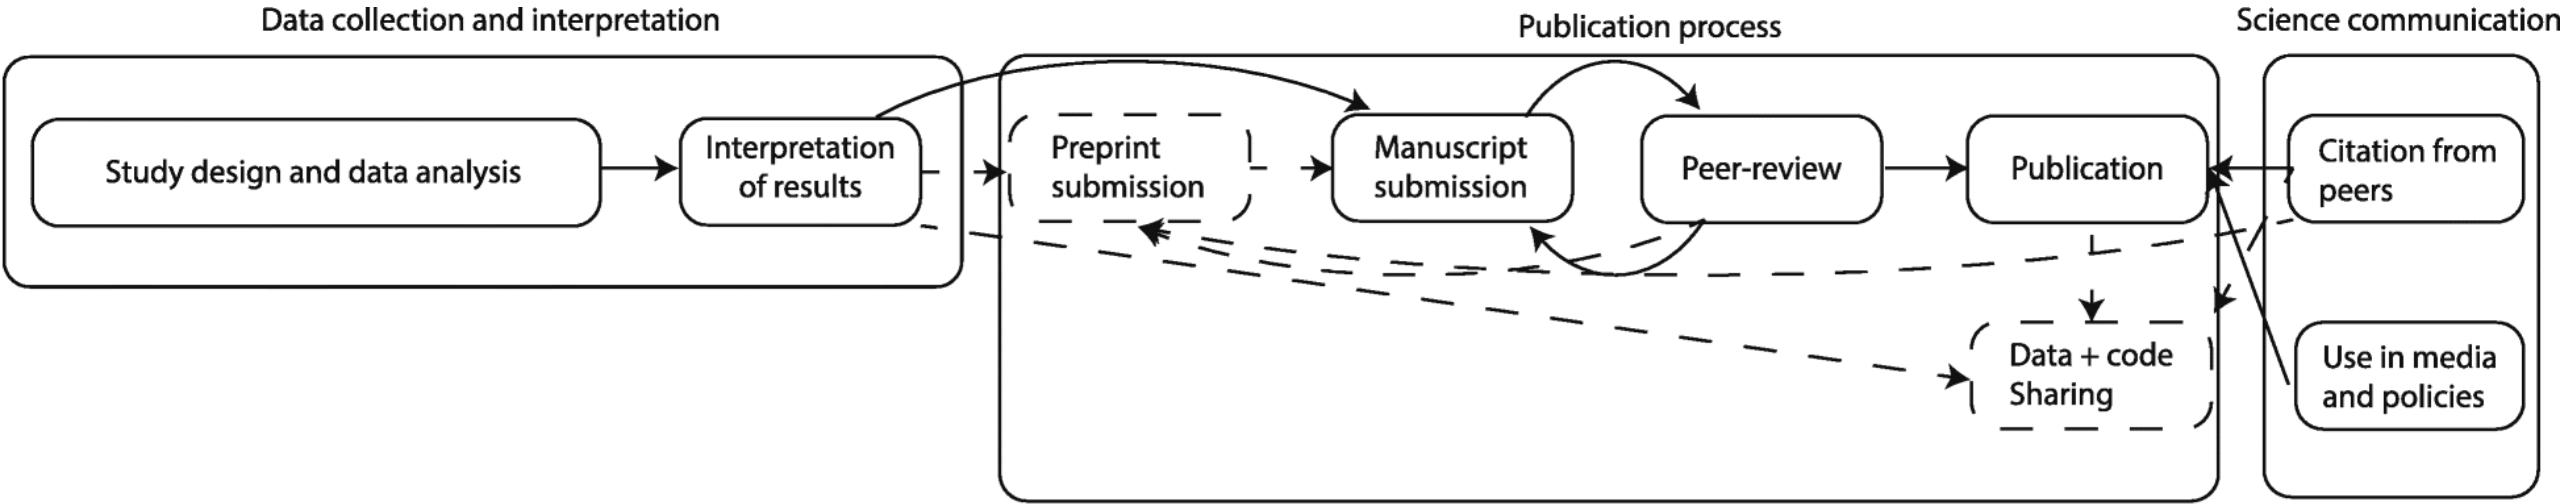 Data collection and interpretation
Publication process
Science communication
Study design and data analysis
Interpretation
of results
Preprint
submission
Manuscript
submission
Peer-review
Publication
Citation from
peers
Data + code
Sharing
Use in media
and policies